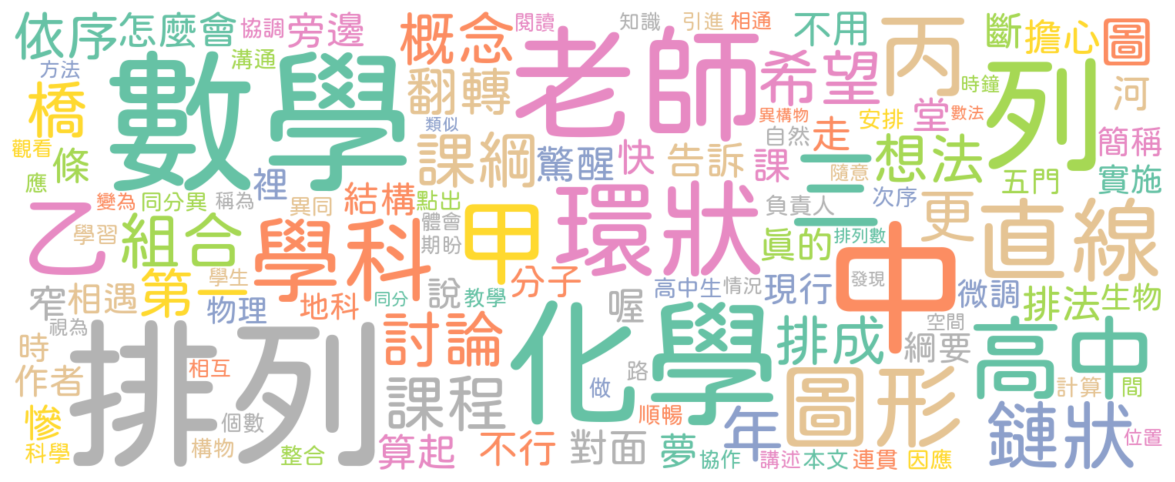 依序 怎麼會 協調 旁邊 概念 閱讀 老師 知識 引進 相通 不用 丙 斷 擔心 圖
方法 溝通 數學 翻轉 希望 時鐘 列 河
橋 類似 異構物 自然 走 安排 堂 數法 簡稱
觀看 條 課綱 驚醒 快 告訴 課 三 想法
應 裡 結構 點出 環狀 隨意 次序 五門 實施
乙 變為 同分異 稱為 異同 體會 甲 負責人 更 直線
學習 組合 學科 期盼 真的 排列數 中
窄 相遇 第一 學生 物理 地科 同分 說 教學 分子 喔 高中生 情況 現行 發現 微調 排法 生物
視為 排列 討論 化學 排成 空間 綱要 高中
時 作者 相互 課程 做 路 圖形 計算 間
慘 個數 順暢 年 鏈狀 位置
科學 構物 整合 算起 不行 對面 夢 協作 講述 本文 連貫 因應